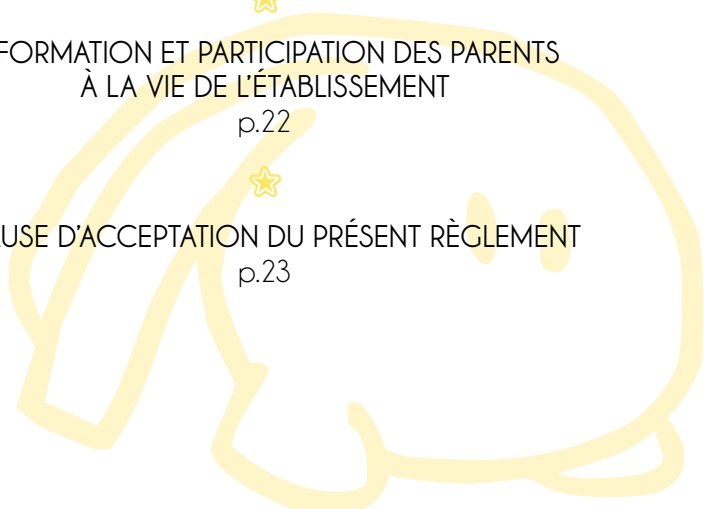 FORMATION ET PARTICIPATION DES PARENTS
À LA VIE DE L'ÉTABLISSEMENT
p.22
USE D'ACCEPTATION DU PRÉSENT RÈGLEMENT
p.23